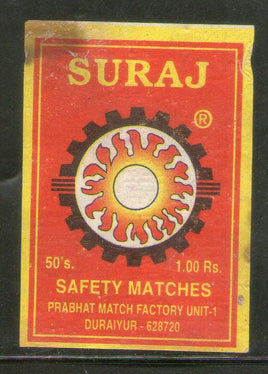 SURAJ
®
50's. 1.00 Rs.
SAFETY MATCHES
PRABHAT MATCH FACTORY UNIT-1
DURAIYUR - 628720